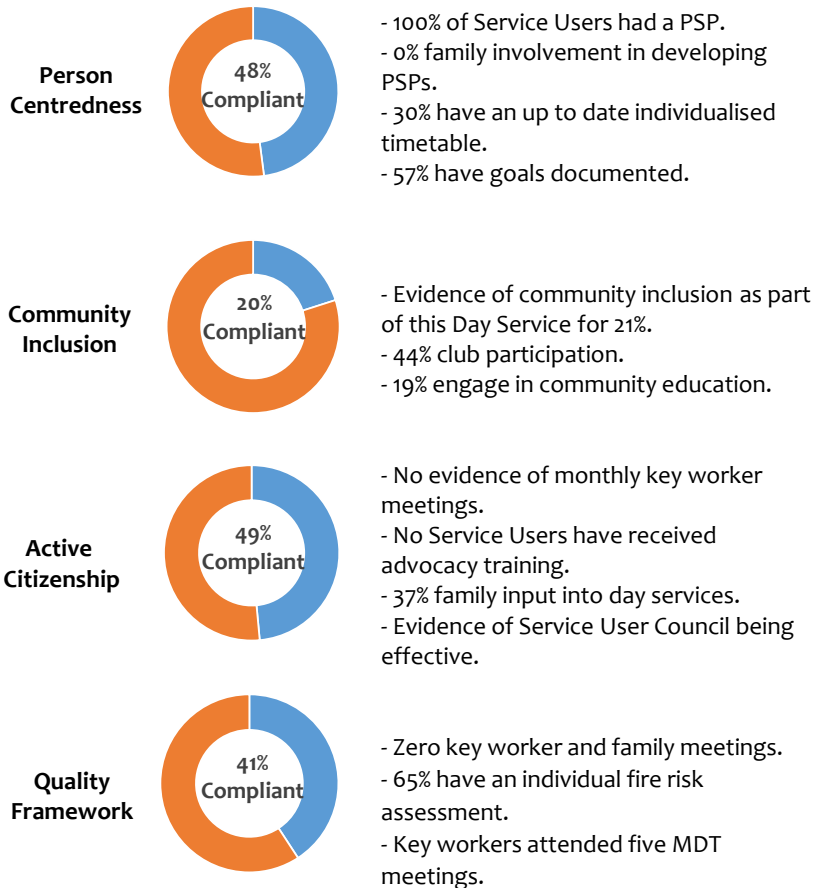 Person
Centredness
48%
Compliant
- 100% of Service Users had a PSP.
- 0% family involvement in developing
PSPs.
- 30% have an up to date individualised
timetable.
- 57% have goals documented.
Community
Inclusion
20%
Compliant
- Evidence of community inclusion as part
of this Day Service for 21%.
- 44% club participation.
- 19% engage in community education.
Active
Citizenship
49%
Compliant
- No evidence of monthly key worker
meetings.
- No Service Users have received
advocacy training.
- 37% family input into day services.
- Evidence of Service User Council being
effective.
Quality
Framework
41%
Compliant
- Zero key worker and family meetings.
- 65% have an individual fire risk
assessment.
- Key workers attended five MDT
meetings.